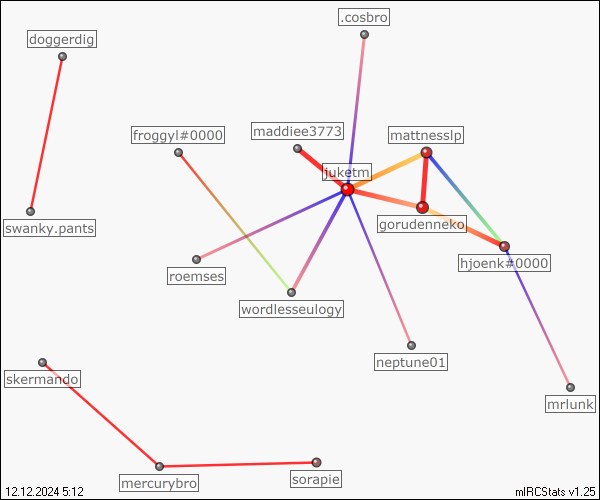 .cosbro
doggerdig
froggyl#0000
maddiee3773
mattnesslp
juketm
swanky.pants
gorudenneko
roemses
hjoenk#0000
wordlesseulogy
neptune01
skermando
mrlunk
mercurybro
sorapie
12.12.2024 5:12
mIRCStats v1.25